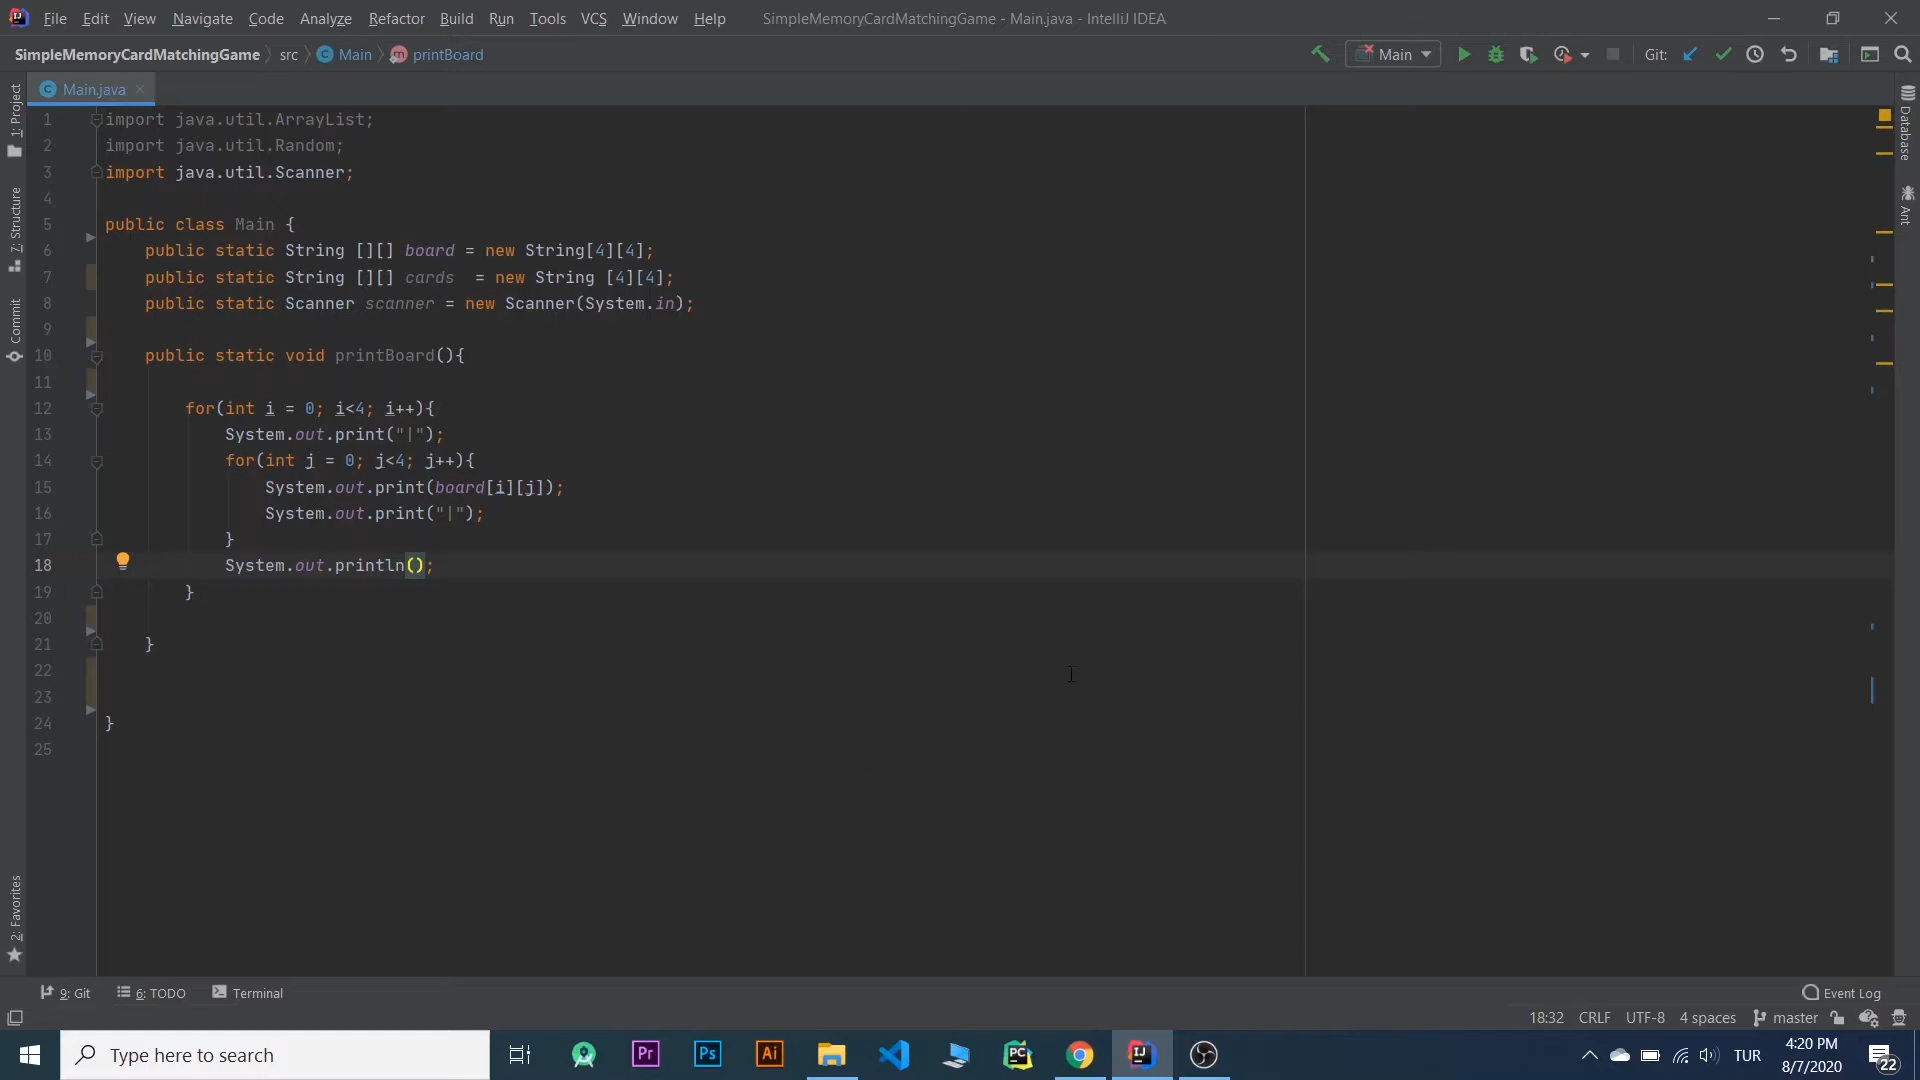 File Edit View Navigate Code Analyze Refactor Build Run Tools VCS Window Help SimpleMemoryCardMatchingGame - Main.java - IntelliJ IDEA
SimpleMemoryCardMatchingGame src Main printBoard Main Git:
Main.java
1: Project
7: Structure
Commit
2: Favorites
Database
Ant
1 import java.util.ArrayList;
2 import java.util.Random;
3 import java.util.Scanner;
4
5 public class Main {
6 public static String [][] board = new String[4][4];
7 public static String [][] cards  = new String [4][4];
8 public static Scanner scanner = new Scanner(System.in);
9
10 public static void printBoard(){
11
12 for(int i = 0; i<4; i++){
13 System.out.print("|");
14 for(int j = 0; j<4; j++){
15 System.out.print(board[i][j]);
16 System.out.print("|");
17 }
18 System.out.println();
19 }
20
21 }
22
23
24 }
25
9: Git 6: TODO Terminal Event Log
18:32 CRLF UTF-8 4 spaces master
Type here to search
Pr Ps Ai PC IJ
TUR
4:20 PM
8/7/2020
22